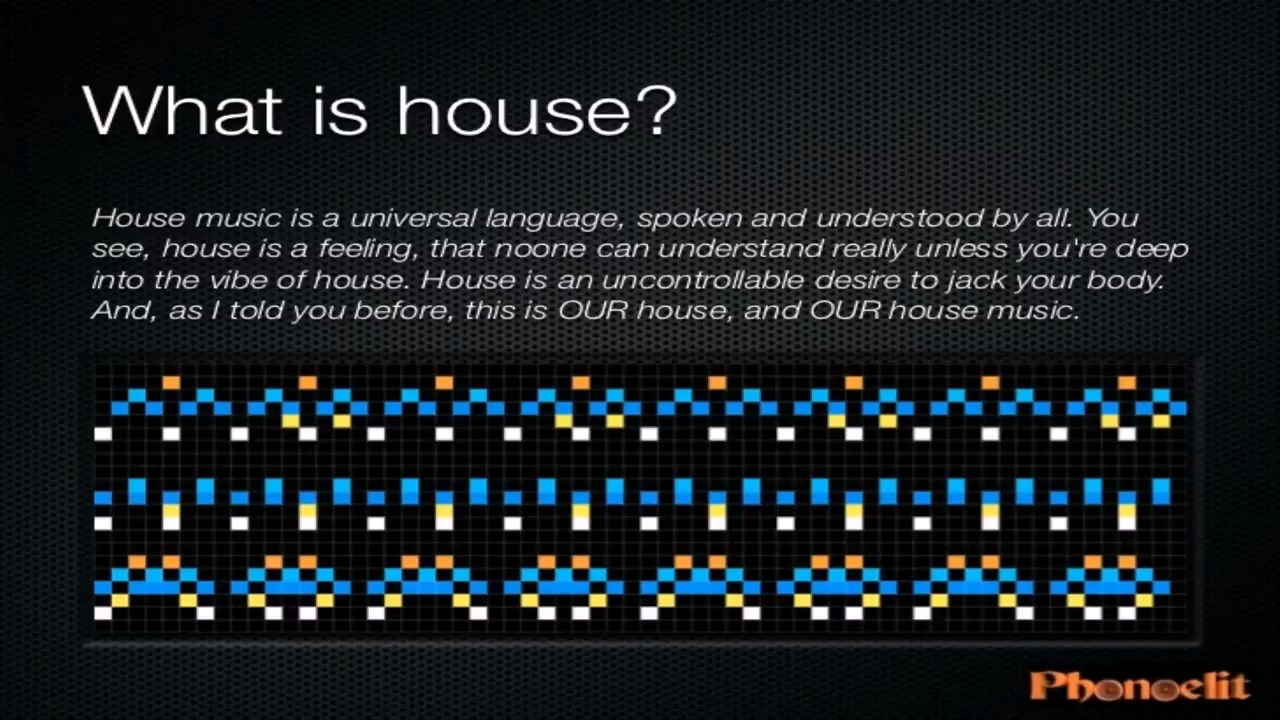 What is house?
House music is a universal language, spoken and understood by all. You
see, house is a feeling, that noone can understand really unless you're deep
into the vibe of house. House is an uncontrollable desire to jack your body.
And, as I told you before, this is OUR house, and OUR house music.
Phonoelit